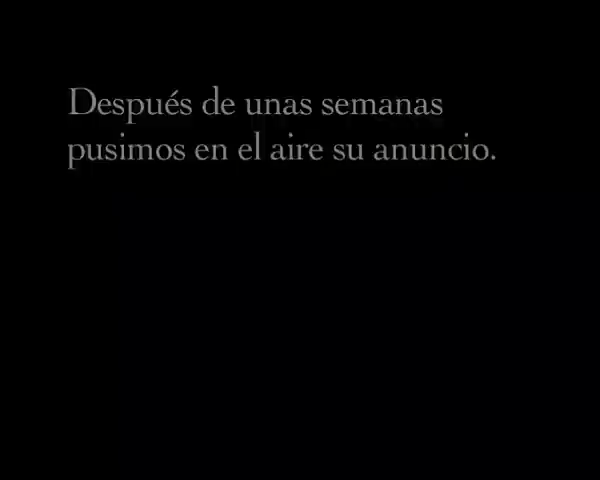 Después de unas semanas
pusimos en el aire su anuncio.